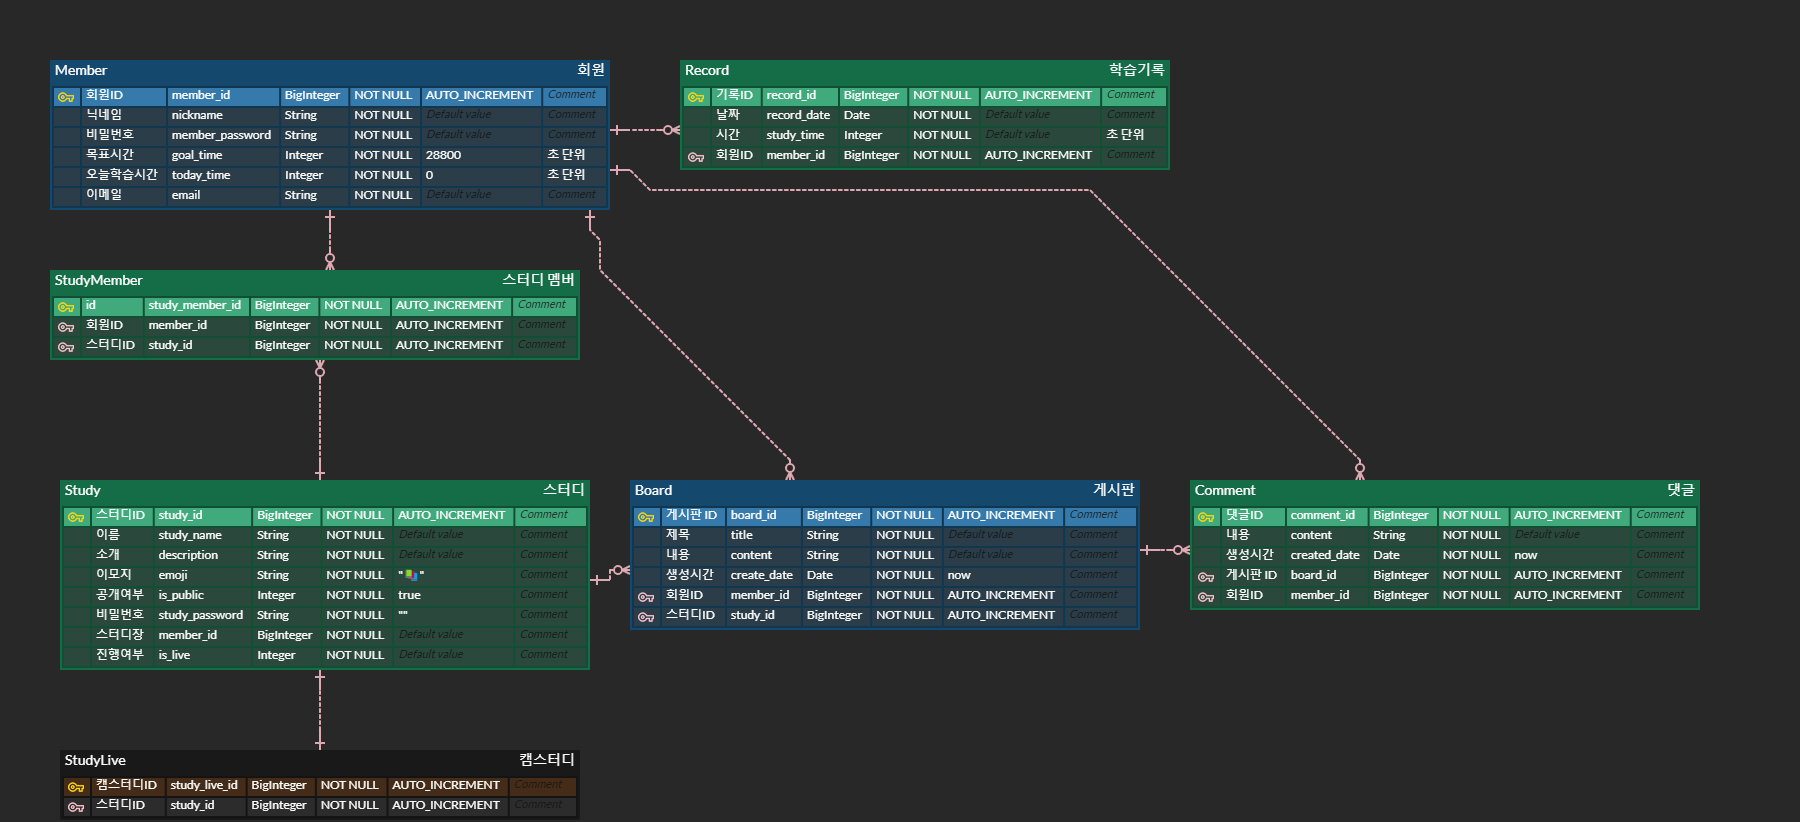 Member 회원
회원ID member_id BigInteger NOT NULL AUTO_INCREMENT Comment
닉네임 nickname String NOT NULL Default value Comment
비밀번호 member_password String NOT NULL Default value Comment
목표시간 goal_time Integer NOT NULL 28800 초 단위
오늘학습시간 today_time Integer NOT NULL 0 초 단위
이메일 email String NOT NULL Default value Comment
Record 학습기록
기록ID record_id BigInteger NOT NULL AUTO_INCREMENT Comment
날짜 record_date Date NOT NULL Default value Comment
시간 study_time Integer NOT NULL Default value 초 단위
회원ID member_id BigInteger NOT NULL AUTO_INCREMENT Comment
StudyMember 스터디 멤버
id study_member_id BigInteger NOT NULL AUTO_INCREMENT Comment
회원ID member_id BigInteger NOT NULL AUTO_INCREMENT Comment
스터디ID study_id BigInteger NOT NULL AUTO_INCREMENT Comment
Study 스터디
스터디ID study_id BigInteger NOT NULL AUTO_INCREMENT Comment
이름 study_name String NOT NULL Default value Comment
소개 description String NOT NULL Default value Comment
이모지 emoji String NOT NULL "📚" Comment
공개여부 is_public Integer NOT NULL true Comment
비밀번호 study_password String NOT NULL "" Comment
스터디장 member_id BigInteger NOT NULL Default value Comment
진행여부 is_live Integer NOT NULL Default value Comment
Board 게시판
게시판 ID board_id BigInteger NOT NULL AUTO_INCREMENT Comment
제목 title String NOT NULL Default value Comment
내용 content String NOT NULL Default value Comment
생성시간 create_date Date NOT NULL now Comment
회원ID member_id BigInteger NOT NULL AUTO_INCREMENT Comment
스터디ID study_id BigInteger NOT NULL AUTO_INCREMENT Comment
Comment 댓글
댓글ID comment_id BigInteger NOT NULL AUTO_INCREMENT Comment
내용 content String NOT NULL Default value Comment
생성시간 created_date Date NOT NULL now Comment
게시판 ID board_id BigInteger NOT NULL AUTO_INCREMENT Comment
회원ID member_id BigInteger NOT NULL AUTO_INCREMENT Comment
StudyLive 캠스터디
캠스터디ID study_live_id BigInteger NOT NULL AUTO_INCREMENT Comment
스터디ID study_id BigInteger NOT NULL AUTO_INCREMENT Comment